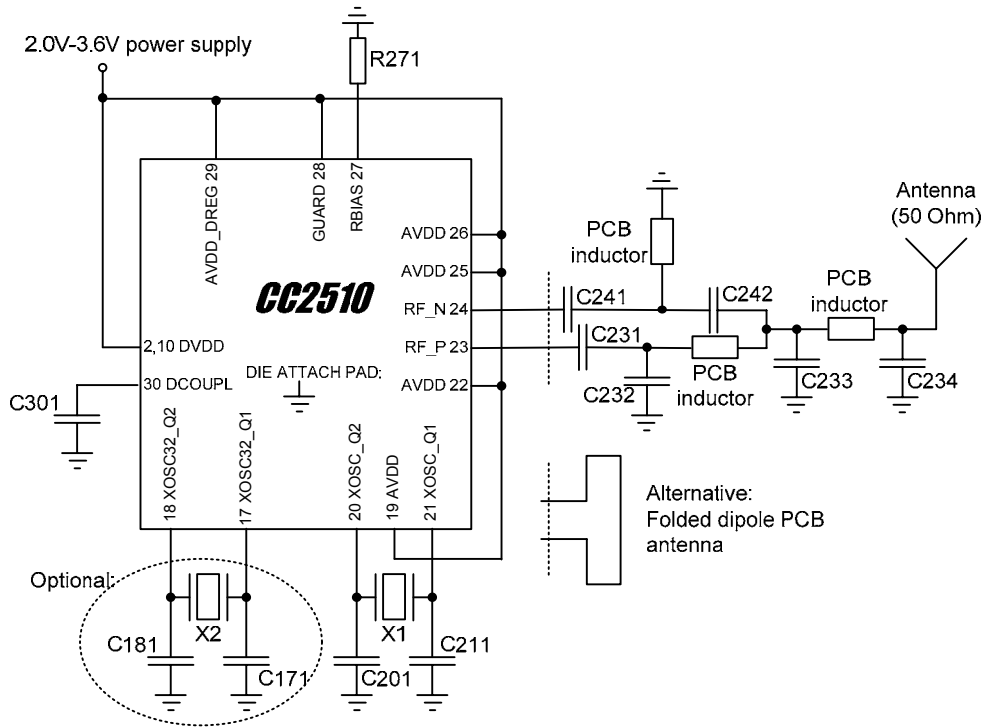 2.0V-3.6V power supply
R271
AVDD_DREG 29
GUARD 28
RBIAS 27
Antenna
(50 Ohm)
PCB
inductor
AVDD 26
AVDD 25
CC2510
RF_N 24
C241
C242
PCB
inductor
C231
2,10 DVDD
RF_P 23
30 DCOUPL
DIE ATTACH PAD:
AVDD 22
C232
PCB
inductor
C233
C234
C301
18 XOSC32_Q2
17 XOSC32_Q1
20 XOSC_Q2
19 AVDD
21 XOSC_Q1
Alternative:
Folded dipole PCB
antenna
Optional:
X2
X1
C181
C171
C201
C211